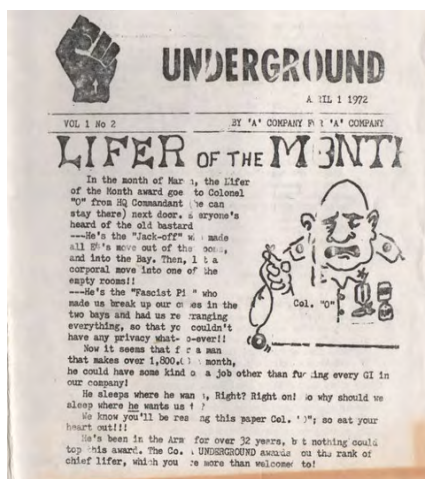 UNDERGROUND
1 1972
VOL 1 No 2
BY 'A' COMPANY 'A' COMPANY
LIFER OF THE
In the month of the Lifer
of the Month award goe to Colonel
"O" from HQ Commandant he can
stay there) next door.
heard of the old bastard
---He's the "Jack-off" made
all move out of the
and into the Bay. Then, a
corporal move into one of the
empty rooms!!
---He's the "Fascist who
made us break up our in the
two bays and had us
everything, so that couldn't
have any privacy
Now it seems that a man
that makes over month,
he could have some kind a job other than every GI in
our company!
He sleeps where he Right? Right on! so why should we
sleep where he wants us
We know you'll be this paper Col. so eat your
heart out!!!
He's been in the for over 32 years, nothing could
top this award. The Co. UNDERGROUND awards the rank of
chief lifer, which more than welcome to!
Col. "O"